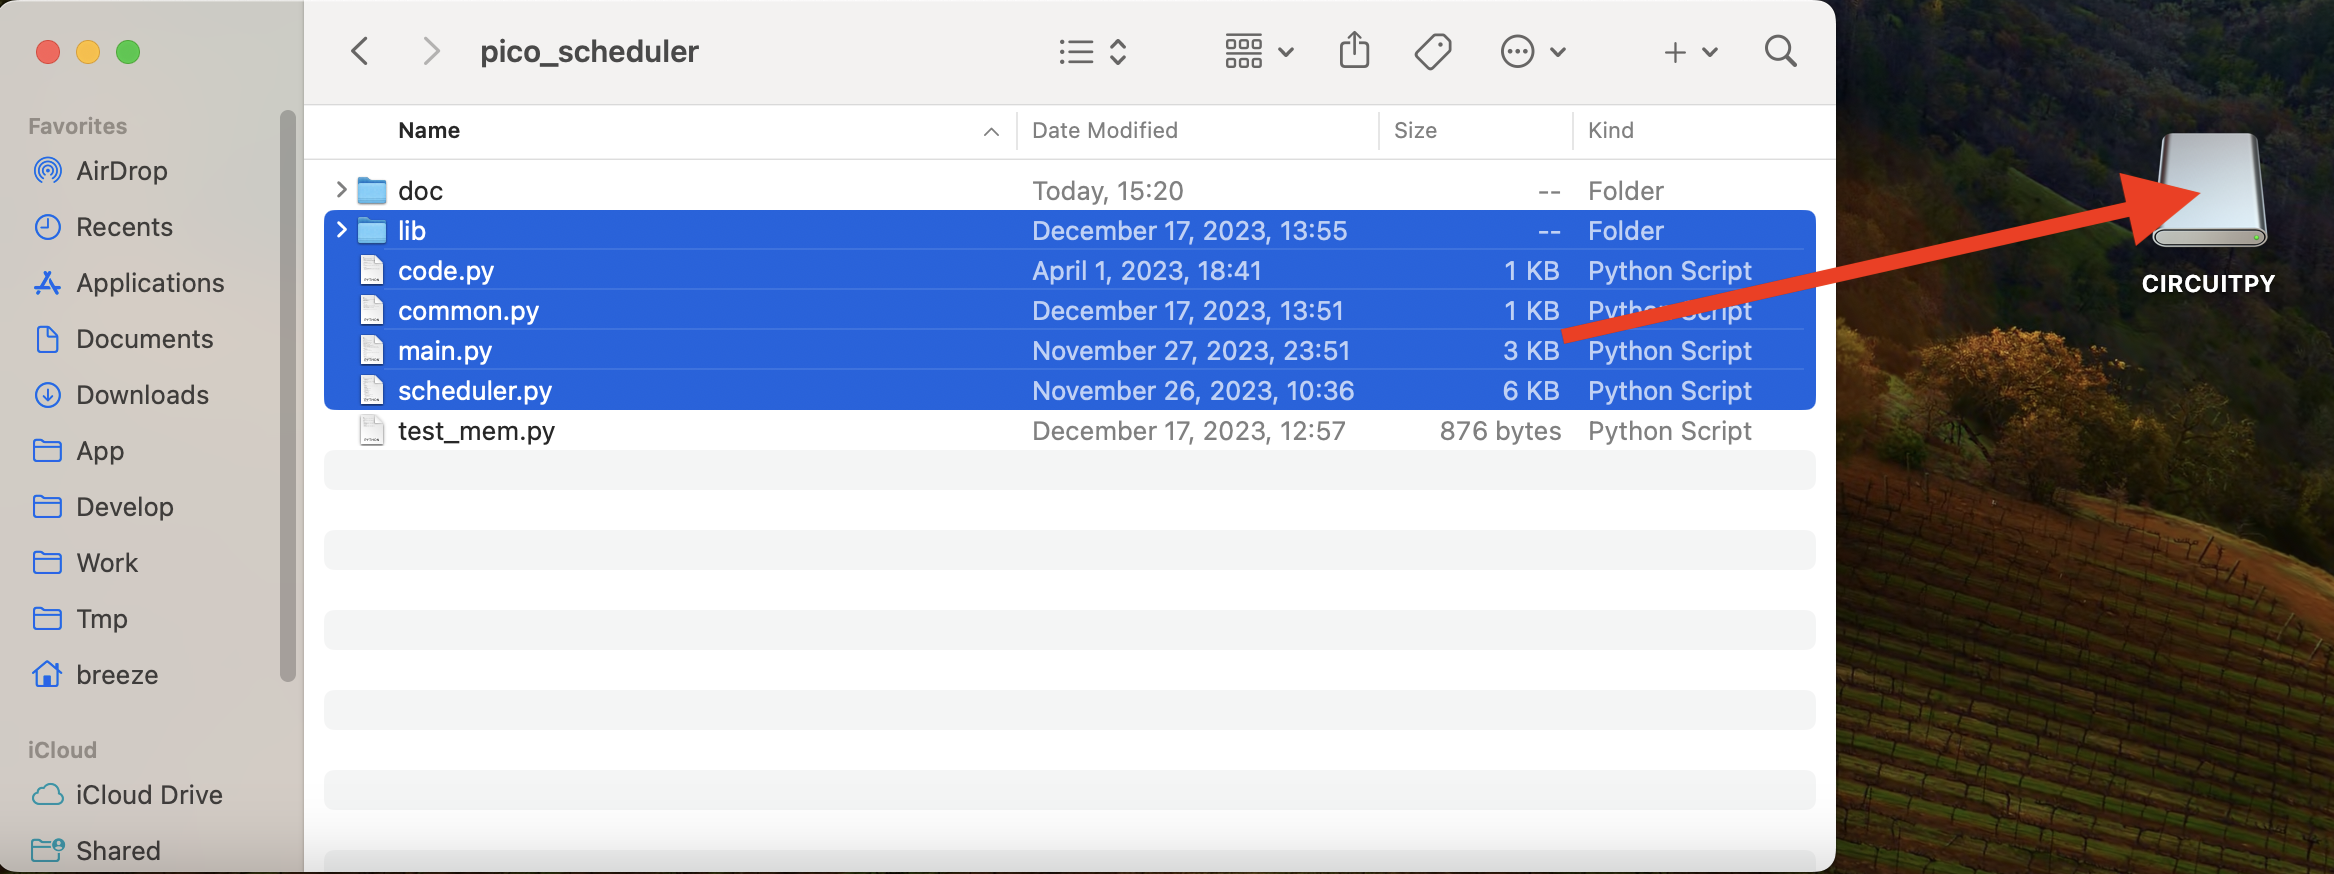 pico_scheduler
Favorites
AirDrop
Recents
Applications
Documents
Downloads
App
Develop
Work
Tmp
breeze
iCloud
iCloud Drive
Shared
Name Date Modified Size Kind
doc Today, 15:20 -- Folder
lib December 17, 2023, 13:55 -- Folder
code.py April 1, 2023, 18:41 1 KB Python Script
common.py December 17, 2023, 13:51 1 KB Python Script
main.py November 27, 2023, 23:51 3 KB Python Script
scheduler.py November 26, 2023, 10:36 6 KB Python Script
test_mem.py December 17, 2023, 12:57 876 bytes Python Script
CIRCUITPY